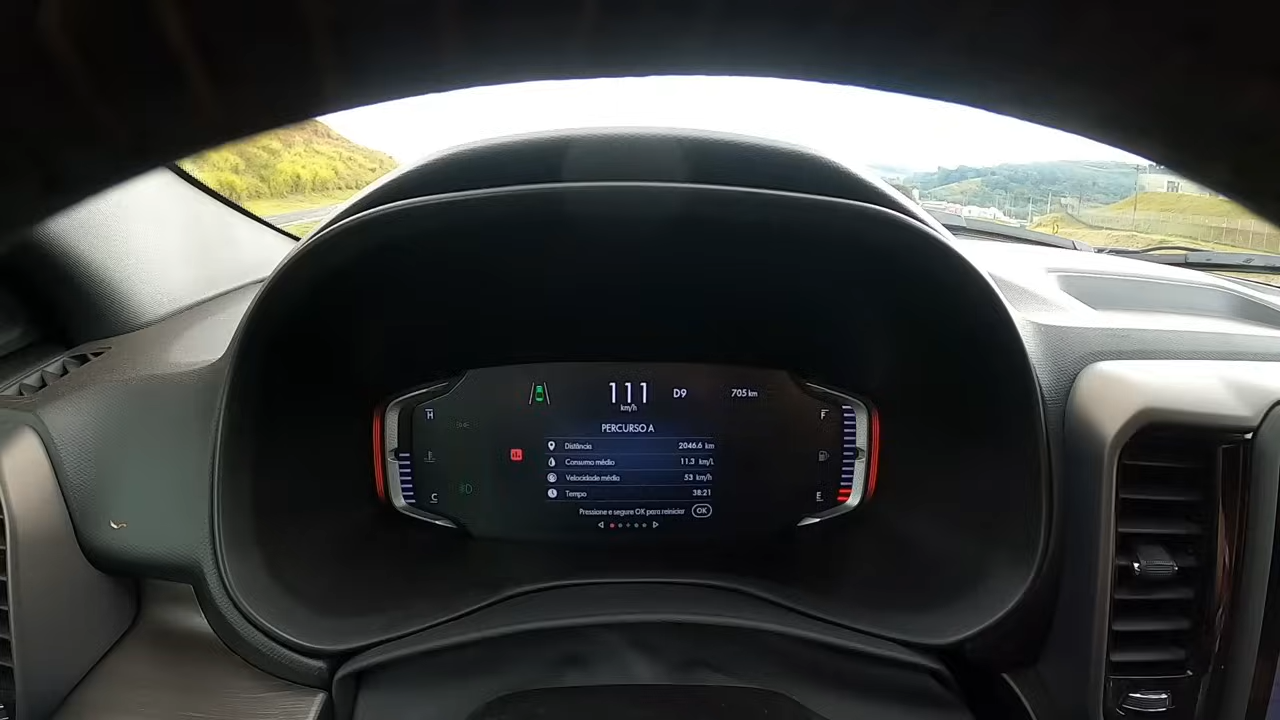 111 D9 705 km
km/h
H F
PERCURSO A
Distância 2046.6 km
Consumo médio 11.3 km/L
Velocidade média 53 km/h
Tempo 38:21
C E
Pressione e segure OK para reiniciar OK